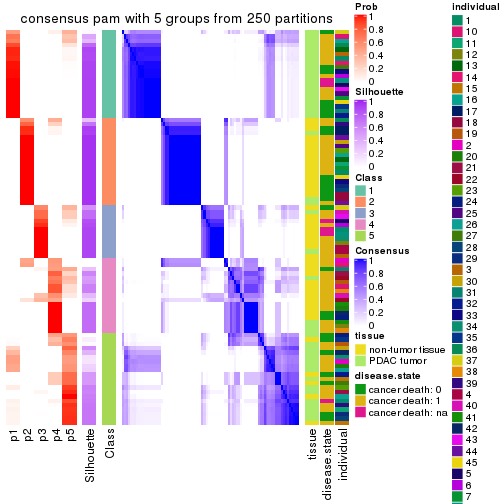 consensus pam with 5 groups from 250 partitions
p1
p2
p3
p4
p5
Silhouette
Class
tissue
disease.state
individual
Prob
1
0.8
0.6
0.4
0.2
0
Silhouette
1
0.8
0.6
0.4
0.2
0
Class
1
2
3
4
5
Consensus
1
0.8
0.6
0.4
0.2
0
tissue
non-tumor tissue
PDAC tumor
disease.state
cancer death: 0
cancer death: 1
cancer death: na
individual
1
10
11
12
13
14
15
16
17
18
19
2
20
21
22
23
24
25
26
27
28
29
3
30
31
32
33
34
35
36
37
38
39
4
40
41
42
43
44
45
5
6
7